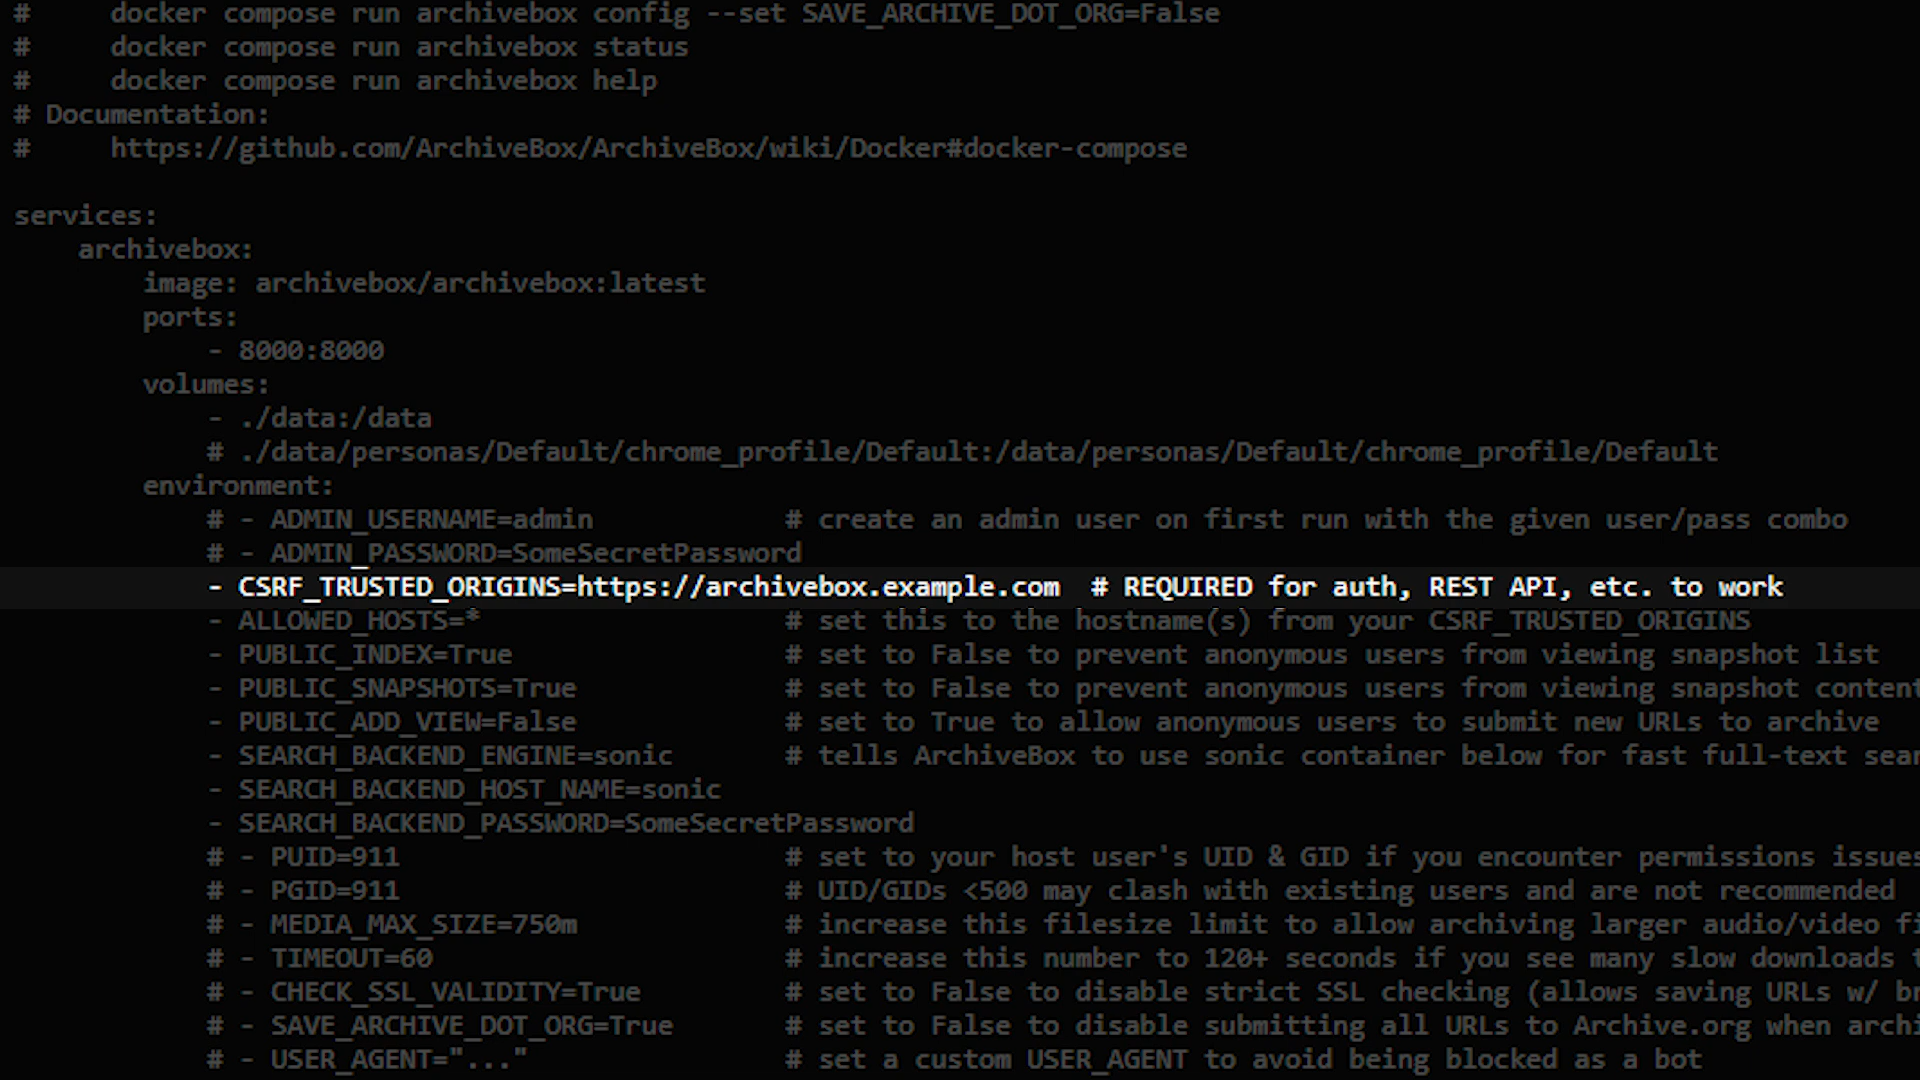 #     docker compose run archivebox config --set SAVE_ARCHIVE_DOT_ORG=False
#     docker compose run archivebox status
#     docker compose run archivebox help
# Documentation:
#     https://github.com/ArchiveBox/ArchiveBox/wiki/Docker#docker-compose
services:
archivebox:
image: archivebox/archivebox:latest
ports:
- 8000:8000
volumes:
- ./data:/data
# ./data/personas/Default/chrome_profile/Default:/data/personas/Default/chrome_profile/Default
environment:
# - ADMIN_USERNAME=admin            # create an admin user on first run with the given user/pass combo
# - ADMIN_PASSWORD=SomeSecretPassword
- CSRF_TRUSTED_ORIGINS=https://archivebox.example.com  # REQUIRED for auth, REST API, etc. to work
- ALLOWED_HOSTS=*                   # set this to the hostname(s) from your CSRF_TRUSTED_ORIGINS
- PUBLIC_INDEX=True                 # set to False to prevent anonymous users from viewing snapshot list
- PUBLIC_SNAPSHOTS=True             # set to False to prevent anonymous users from viewing snapshot content
- PUBLIC_ADD_VIEW=False             # set to True to allow anonymous users to submit new URLs to archive
- SEARCH_BACKEND_ENGINE=sonic       # tells ArchiveBox to use sonic container below for fast full-text sear
- SEARCH_BACKEND_HOST_NAME=sonic
- SEARCH_BACKEND_PASSWORD=SomeSecretPassword
# - PUID=911                        # set to your host user's UID & GID if you encounter permissions issues
# - PGID=911                        # UID/GIDs <500 may clash with existing users and are not recommended
# - MEDIA_MAX_SIZE=750m             # increase this filesize limit to allow archiving larger audio/video fi
# - TIMEOUT=60                      # increase this number to 120+ seconds if you see many slow downloads
# - CHECK_SSL_VALIDITY=True         # set to False to disable strict SSL checking (allows saving URLs w/ br
# - SAVE_ARCHIVE_DOT_ORG=True       # set to False to disable submitting all URLs to Archive.org when archi
# - USER_AGENT="..."                # set a custom USER_AGENT to avoid being blocked as a bot